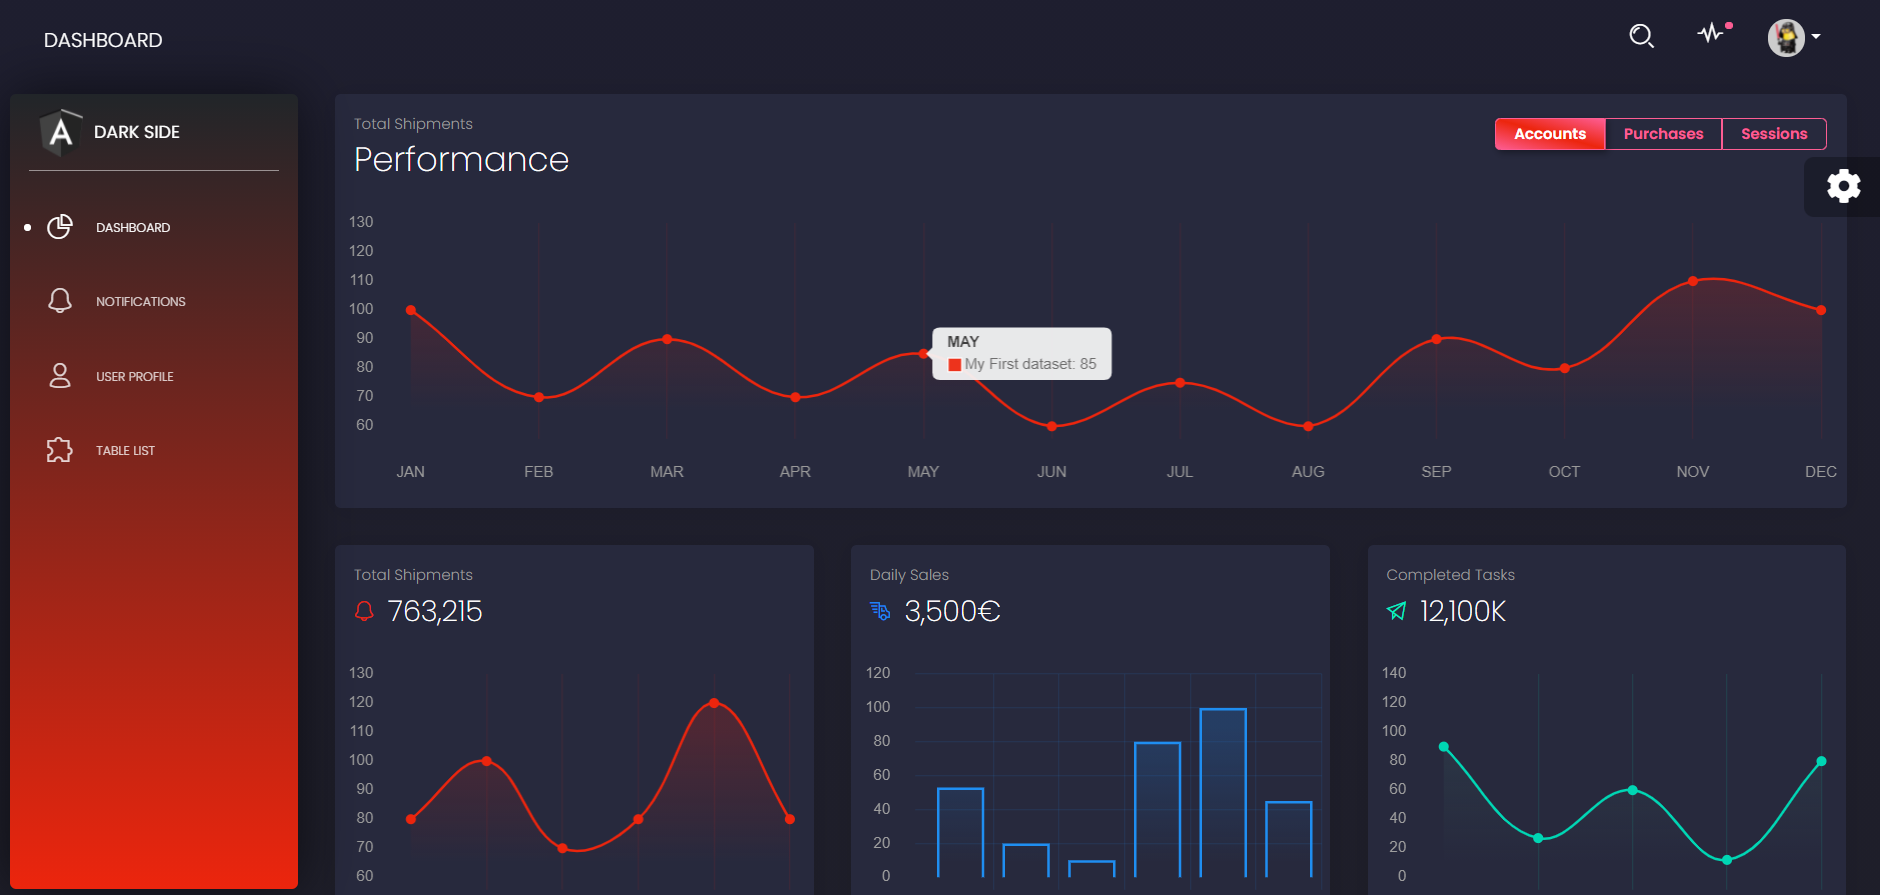 DASHBOARD
A DARK SIDE
DASHBOARD
NOTIFICATIONS
USER PROFILE
TABLE LIST
Total Shipments
Performance
Accounts Purchases Sessions
130
120
110
100
90
80
70
60
MAY
My First dataset: 85
JAN FEB MAR APR MAY JUN JUL AUG SEP OCT NOV DEC
Total Shipments
763,215
130
120
110
100
90
80
70
60
Daily Sales
3,500€
120
100
80
60
40
20
0
Completed Tasks
12,100K
140
120
100
80
60
40
20
0